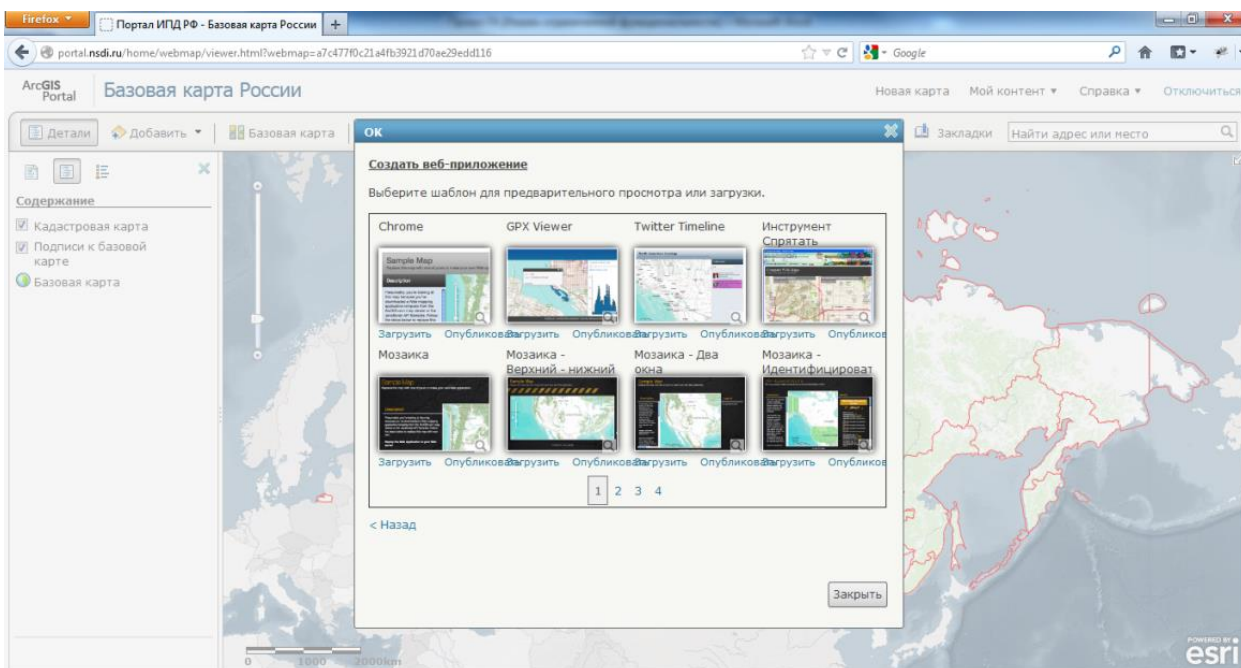 Firefox
Портал ИПД РФ - Базовая карта России
+
portal.nsdi.ru/home/webmap/viewer.html?webmap=a7c477f0c21a4fb3921d70ae29edd116
Google
ArcGIS
Portal
Базовая карта России
Новая карта Мой контент Справка Отключиться
Детали Добавить Базовая карта
Закладки Найти адрес или место
Содержание
Кадастровая карта
Подписи к базовой
карте
Базовая карта
OK
Создать веб-приложение
Выберите шаблон для предварительного просмотра или загрузки.
Chrome GPX Viewer Twitter Timeline Инструмент
Спрятать
Sample Map
Description
Загрузить Опубликовать Загрузить Опубликовать Загрузить Опубликовать Загрузить Опубликов
Мозаика Мозаика - Мозаика - Два Мозаика -
Верхний - нижний окна Идентифицироват
Sample Map
Загрузить Опубликовать Загрузить Опубликовать Загрузить Опубликовать Загрузить Опубликов
1 2 3 4
< Назад
Закрыть
0 1000 2000km
POWERED BY
esri